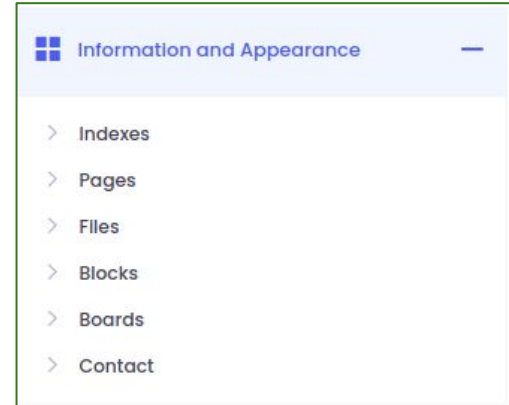 Information and Appearance
Indexes
Pages
Files
Blocks
Boards
Contact